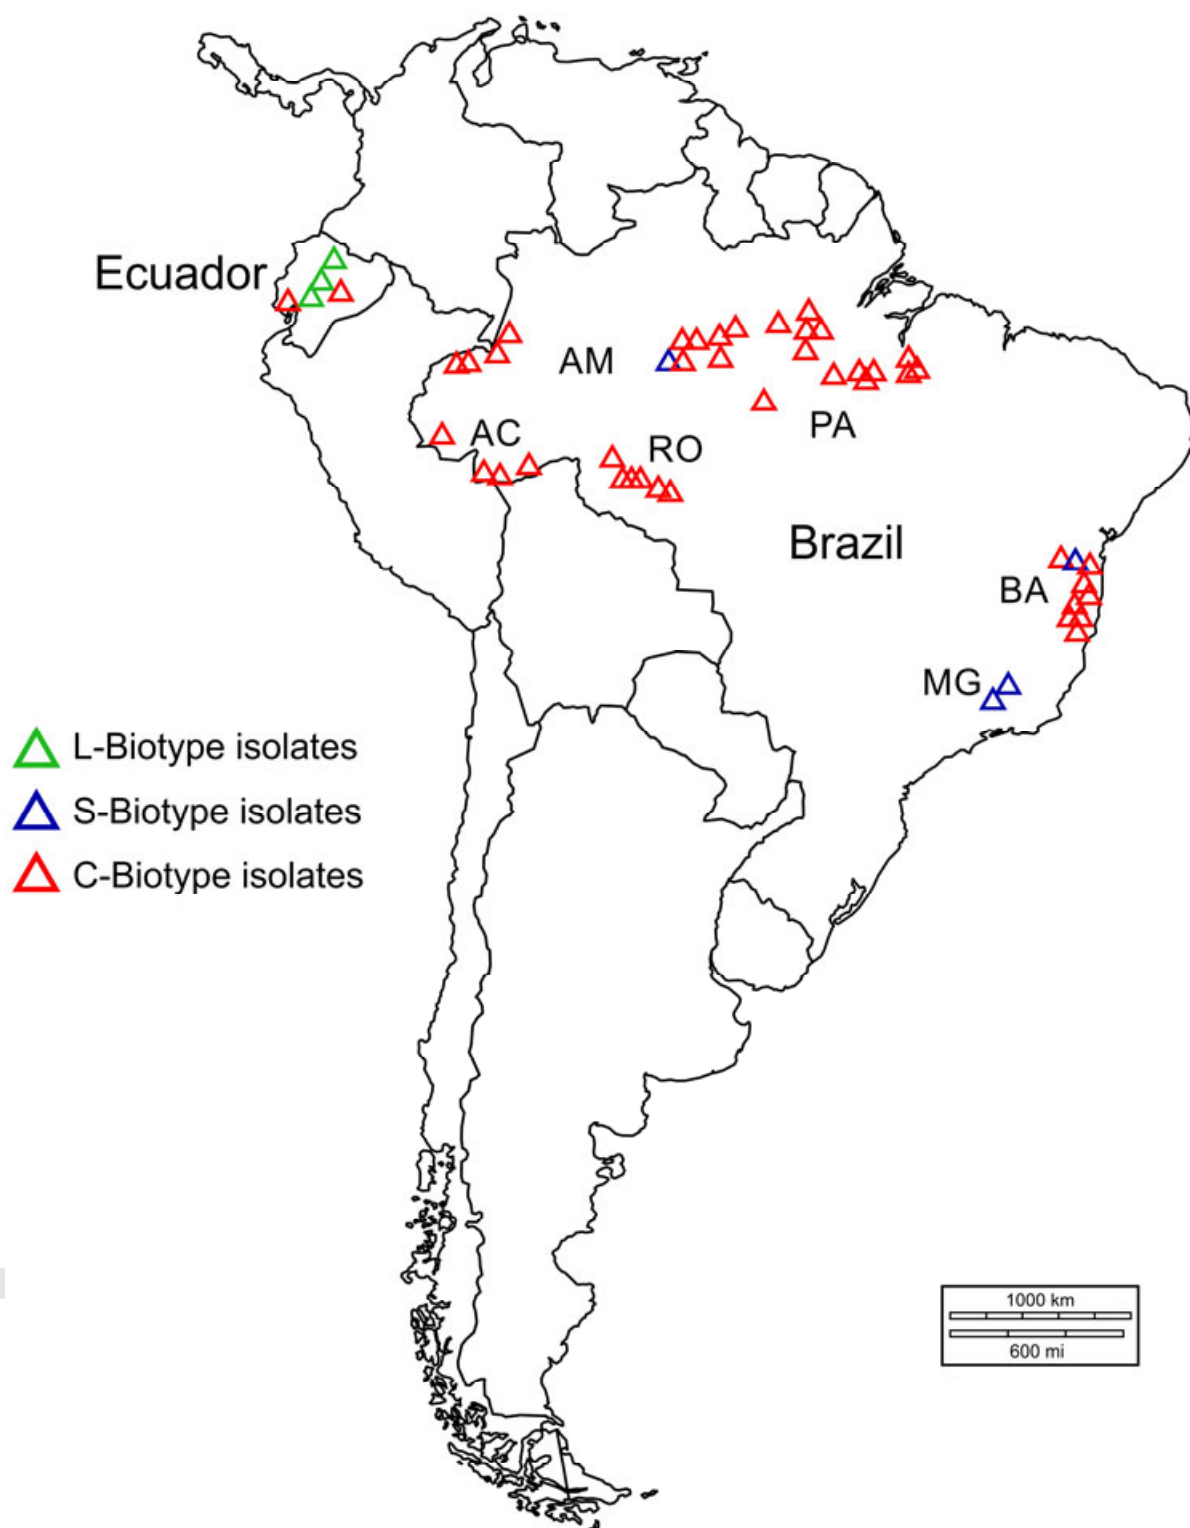 Ecuador
AM
PA
AC
RO
Brazil
BA
MG
L-Biotype isolates
S-Biotype isolates
C-Biotype isolates
1000 km
600 mi